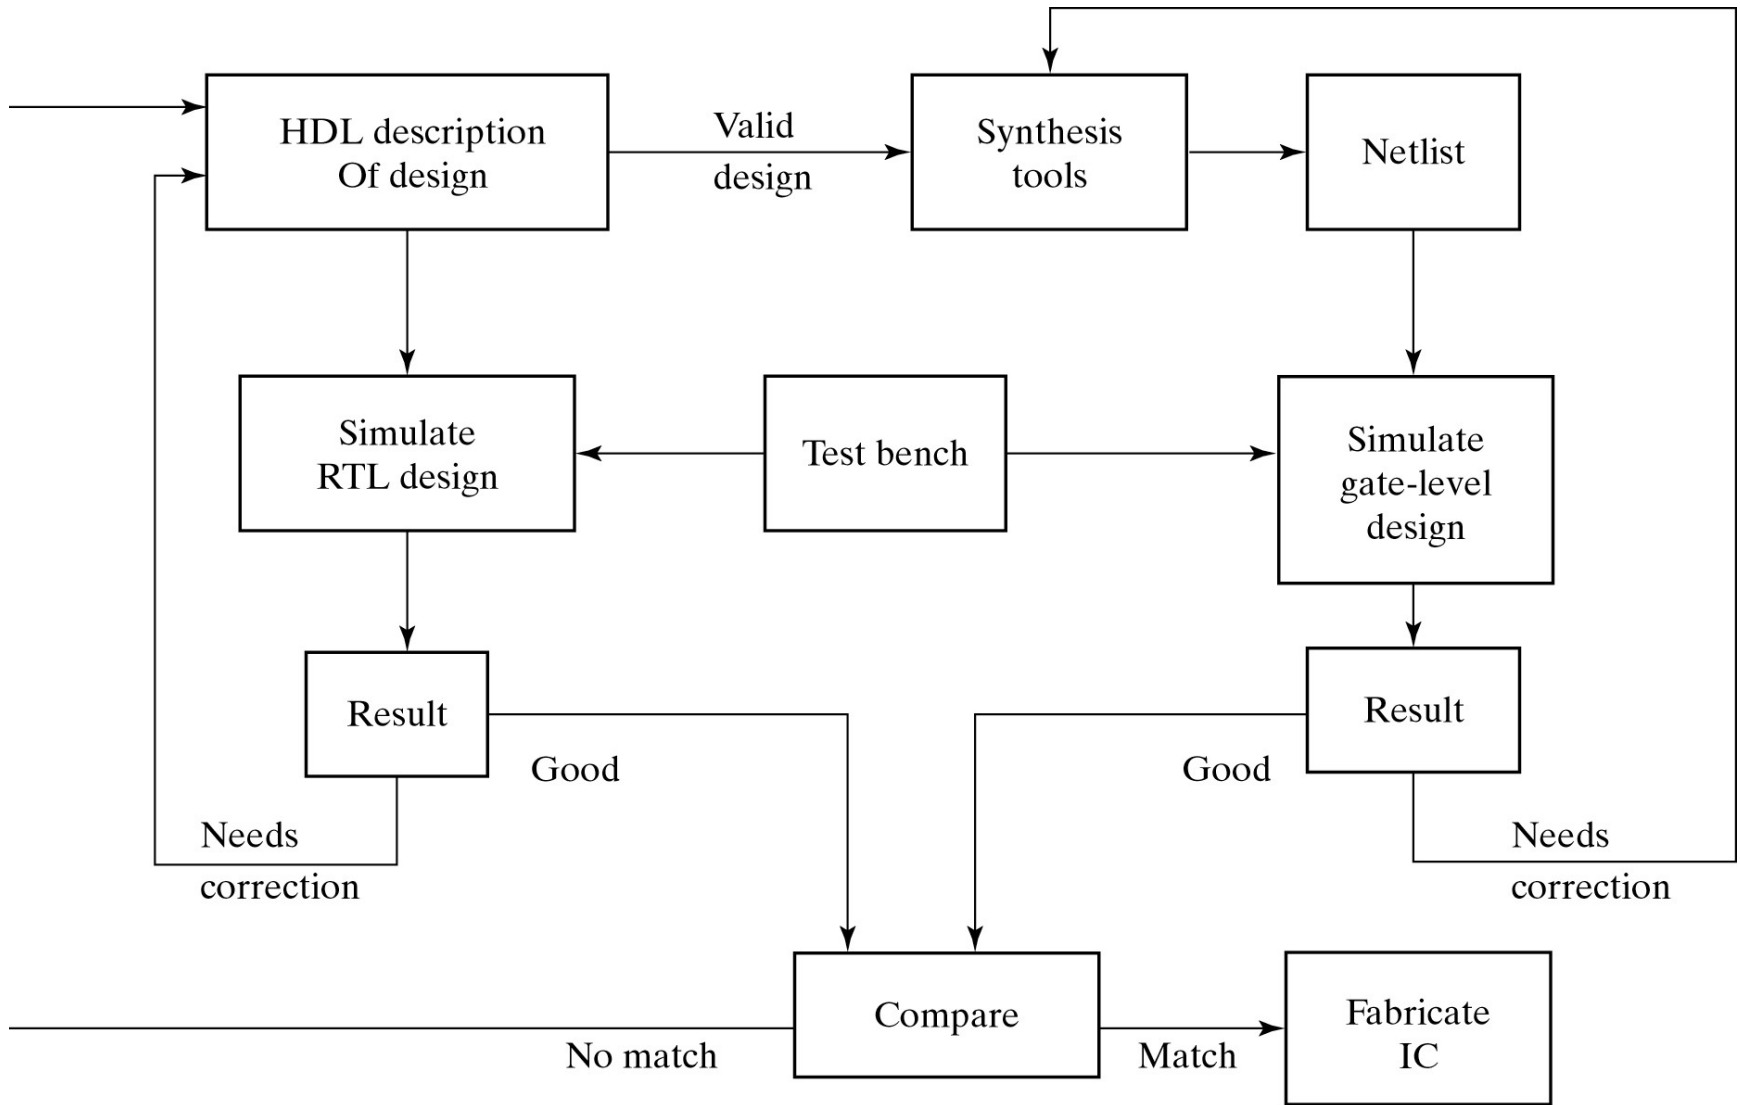 HDL description
Of design
Valid
design
Synthesis
tools
Netlist
Simulate
RTL design
Test bench
Simulate
gate-level
design
Result
Good
Good
Result
Needs
correction
Needs
correction
Compare
No match
Match
Fabricate
IC